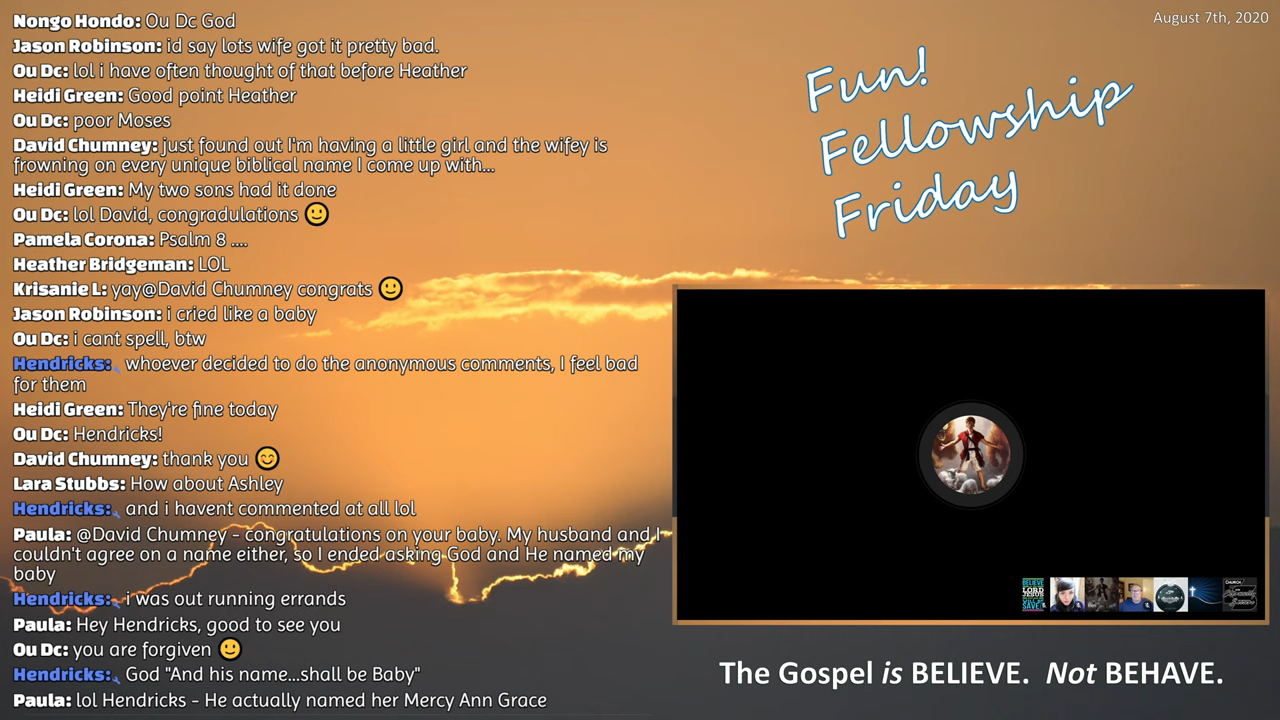 Nongo Hondo: Ou Dc God
Jason Robinson: id say lots wife got it pretty bad.
Ou Dc: lol i have often thought of that before Heather
Heidi Green: Good point Heather
Ou Dc: poor Moses
David Chumney: just found out I'm having a little girl and the wifey is
frowning on every unique biblical name I come up with...
Heidi Green: My two sons had it done
Ou Dc: lol David, congradulations 🙂
Pamela Corona: Psalm 8 ....
Heather Bridgeman: LOL
Krisanie L: yay@David Chumney congrats 🙂
Jason Robinson: i cried like a baby
Ou Dc: i cant spell, btw
Hendricks: whoever decided to do the anonymous comments, I feel bad
for them
Heidi Green: They're fine today
Ou Dc: Hendricks!
David Chumney: thank you 😊
Lara Stubbs: How about Ashley
Hendricks: and i havent commented at all lol
Paula: @David Chumney - congratulations on your baby. My husband and I
couldn't agree on a name either, so I ended asking God and He named my
baby
Hendricks: i was out running errands
Paula: Hey Hendricks, good to see you
Ou Dc: you are forgiven 🙂
Hendricks: God "And his name...shall be Baby"
Paula: lol Hendricks - He actually named her Mercy Ann Grace
August 7th, 2020
Fun!
Fellowship
Friday
BELIEVE
LORD
JESUS
SAVE
CHURCH
The Gospel is BELIEVE. Not BEHAVE.